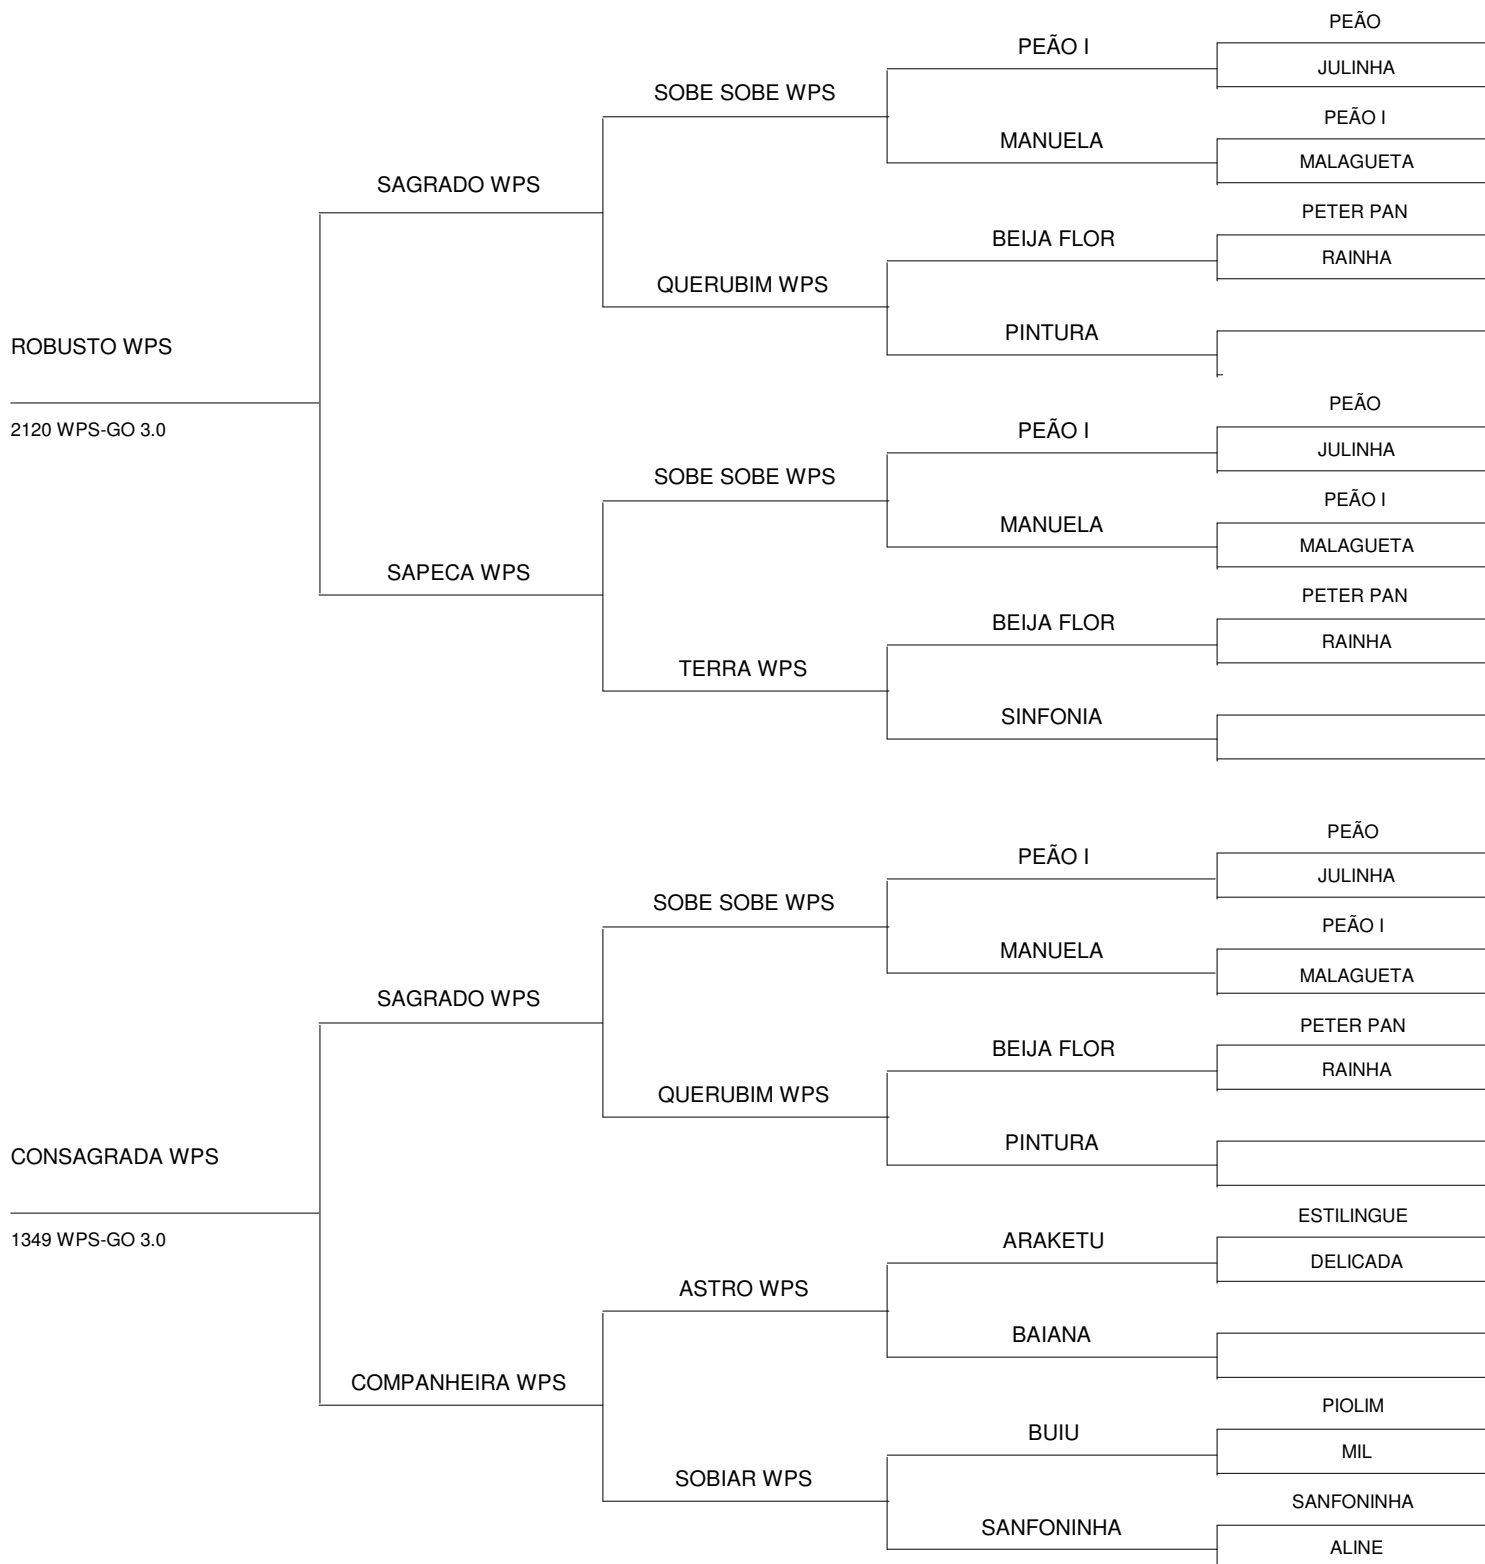 PEÃO
PEÃO I
JULINHA
SOBE SOBE WPS
PEÃO I
MANUELA
MALAGUETA
SAGRADO WPS
PETER PAN
BEIJA FLOR
RAINHA
QUERUBIM WPS
PINTURA
ROBUSTO WPS
2120 WPS-GO 3.0
PEÃO
PEÃO I
JULINHA
SOBE SOBE WPS
PEÃO I
MANUELA
MALAGUETA
SAPECA WPS
PETER PAN
BEIJA FLOR
RAINHA
TERRA WPS
SINFONIA
PEÃO
PEÃO I
JULINHA
SOBE SOBE WPS
PEÃO I
MANUELA
MALAGUETA
SAGRADO WPS
PETER PAN
BEIJA FLOR
RAINHA
QUERUBIM WPS
PINTURA
CONSAGRADA WPS
1349 WPS-GO 3.0
ESTILINGUE
ARAKETU
DELICADA
ASTRO WPS
BAIANA
COMPANHEIRA WPS
PIOLIM
BUIU
MIL
SOBIAR WPS
SANFONINHA
SANFONINHA
ALINE